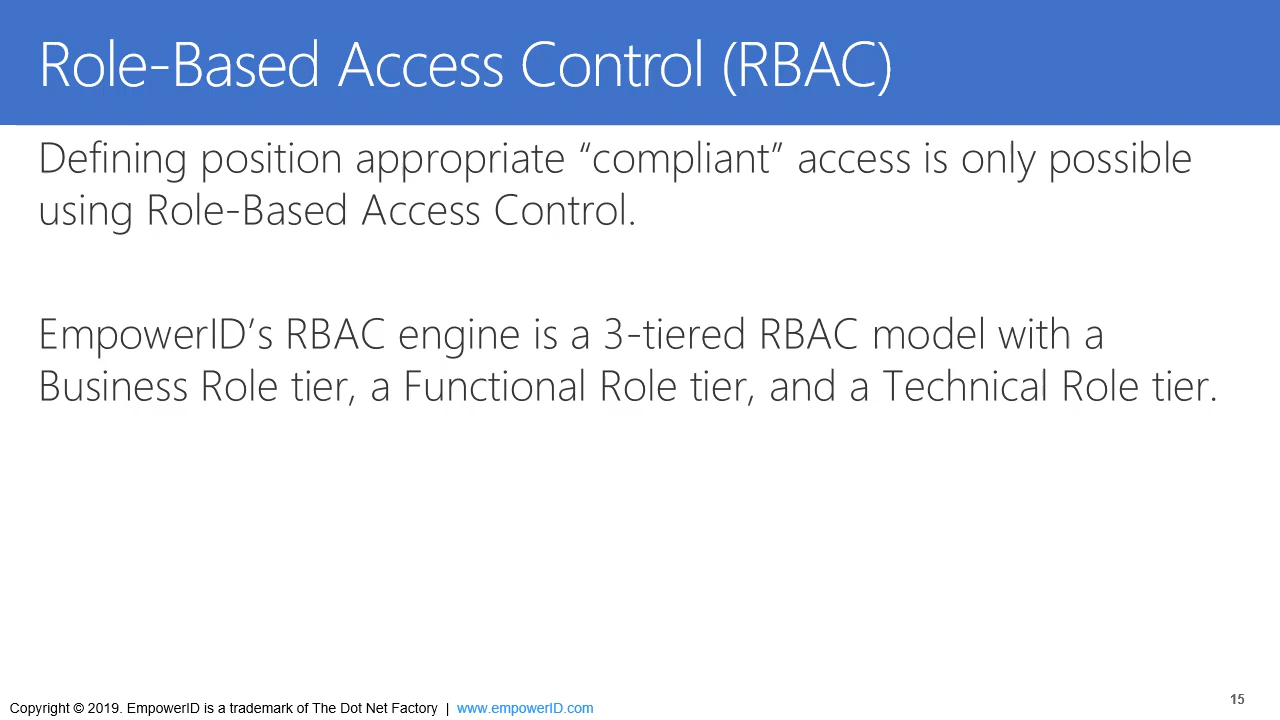 Role-Based Access Control (RBAC)
Defining position appropriate “compliant” access is only possible
using Role-Based Access Control.
EmpowerID’s RBAC engine is a 3-tiered RBAC model with a
Business Role tier, a Functional Role tier, and a Technical Role tier.
15
Copyright © 2019. EmpowerID is a trademark of The Dot Net Factory | www.empowerID.com